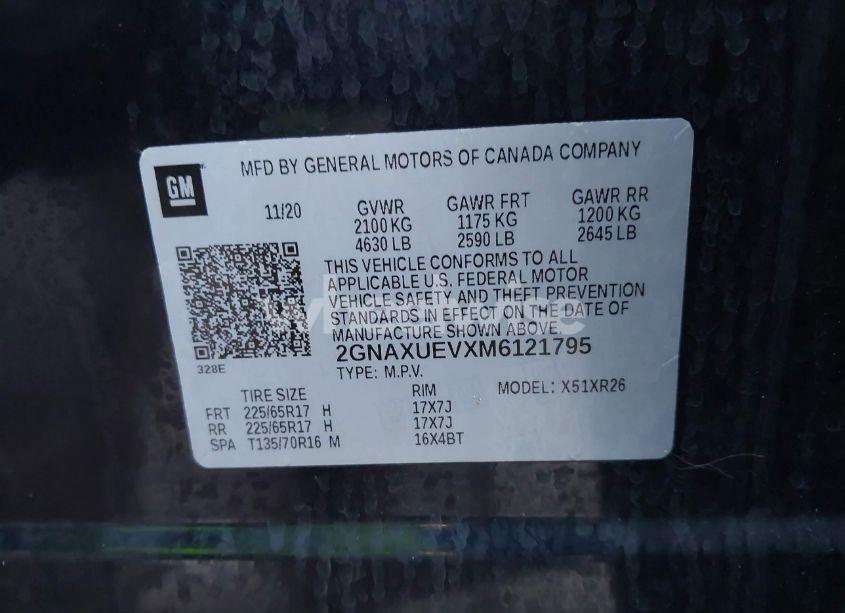 MFD BY GENERAL MOTORS OF CANADA COMPANY
GM
11/20 GVWR GAWR FRT GAWR RR
2100 KG 1175 KG 1200 KG
4630 LB 2590 LB 2645 LB
THIS VEHICLE CONFORMS TO ALL
APPLICABLE U.S. FEDERAL MOTOR
VEHICLE SAFETY AND THEFT PREVENTION
STANDARDS IN EFFECT ON THE DATE OF
MANUFACTURE SHOWN ABOVE.
2GNAXUEVXM6121795
328E
TYPE: M.P.V.
TIRE SIZE RIM MODEL: X51XR26
FRT 225/65R17 H 17X7J
RR 225/65R17 H 17X7J
SPA T135/70R16 M 16X4BT